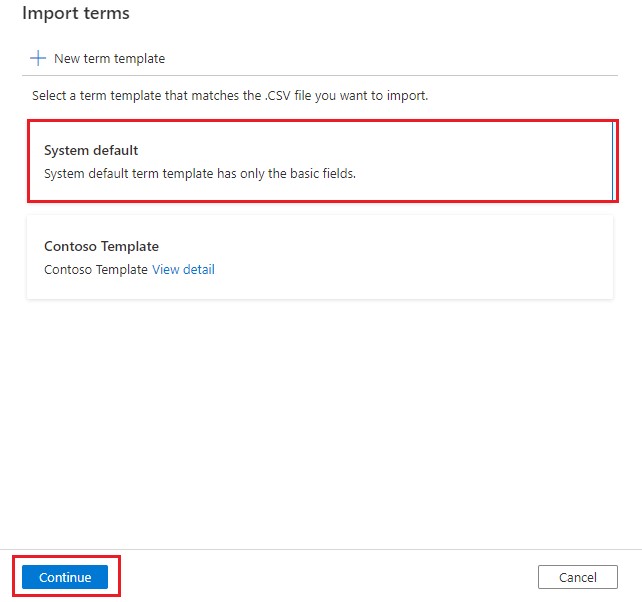 Import terms
New term template
Select a term template that matches the .CSV file you want to import.
System default
System default term template has only the basic fields.
Contoso Template
Contoso Template View detail
Continue
Cancel